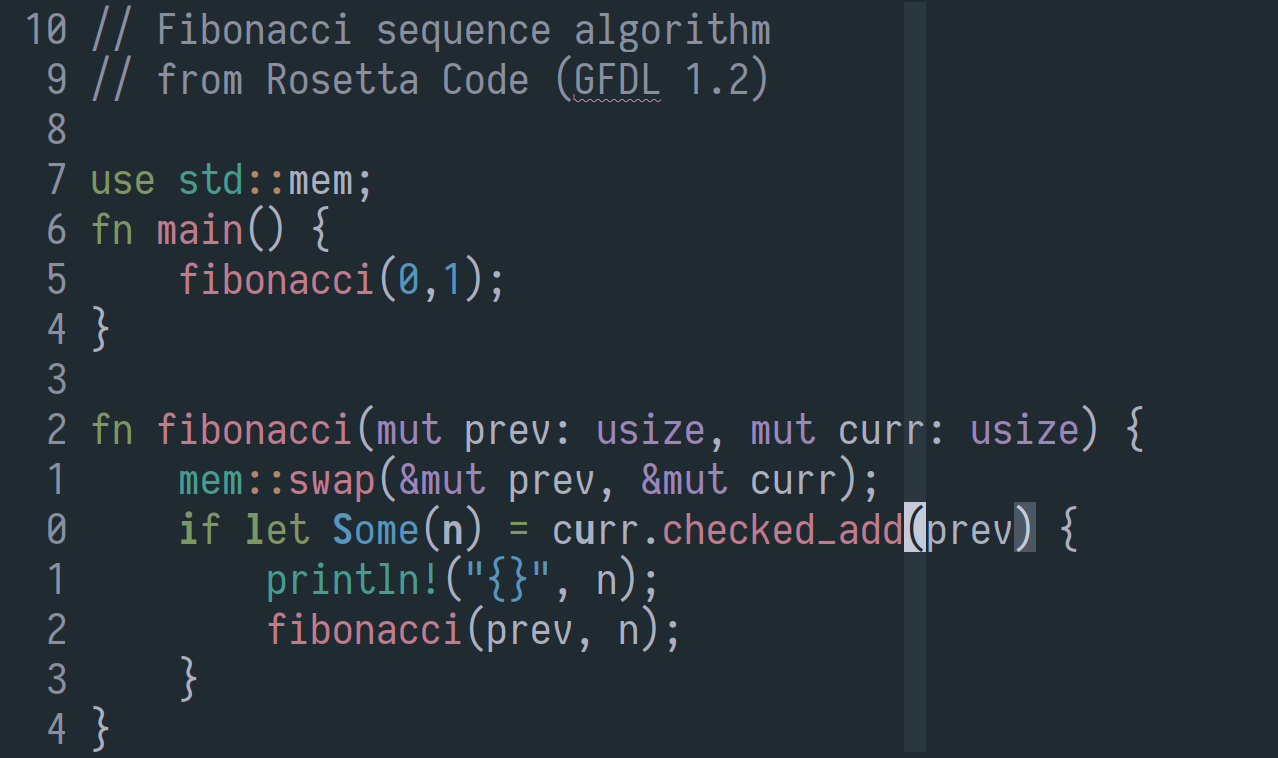 10 // Fibonacci sequence algorithm
9 // from Rosetta Code (GFDL 1.2)
8
7 use std::mem;
6 fn main() {
5     fibonacci(0,1);
4 }
3
2 fn fibonacci(mut prev: usize, mut curr: usize) {
1     mem::swap(&mut prev, &mut curr);
0     if let Some(n) = curr.checked_add(prev) {
1         println!("{}", n);
2         fibonacci(prev, n);
3     }
4 }